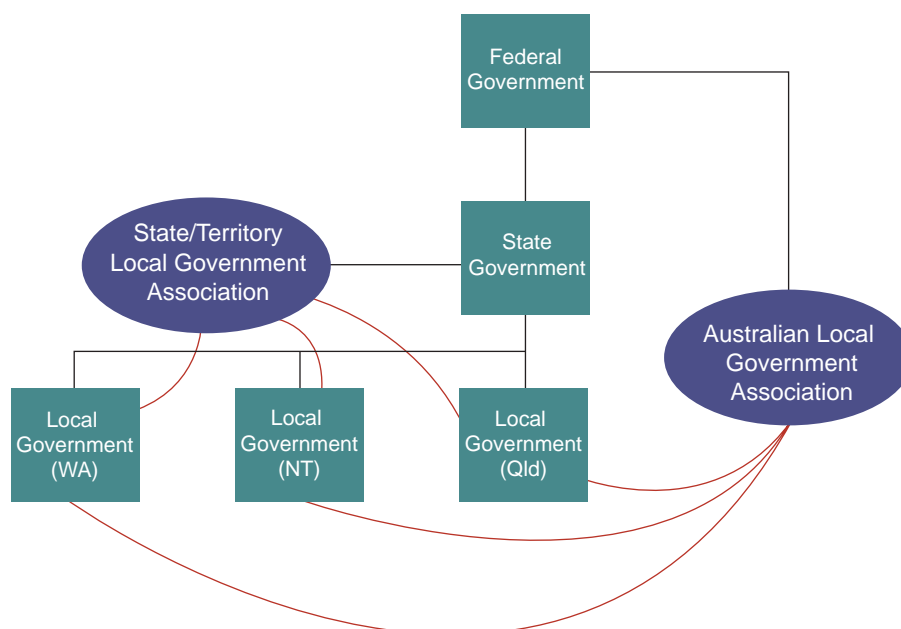 Federal
Government
State/Territory
Local Government
Association
State
Government
Australian Local
Government
Association
Local
Government
(WA)
Local
Government
(NT)
Local
Government
(Qld)